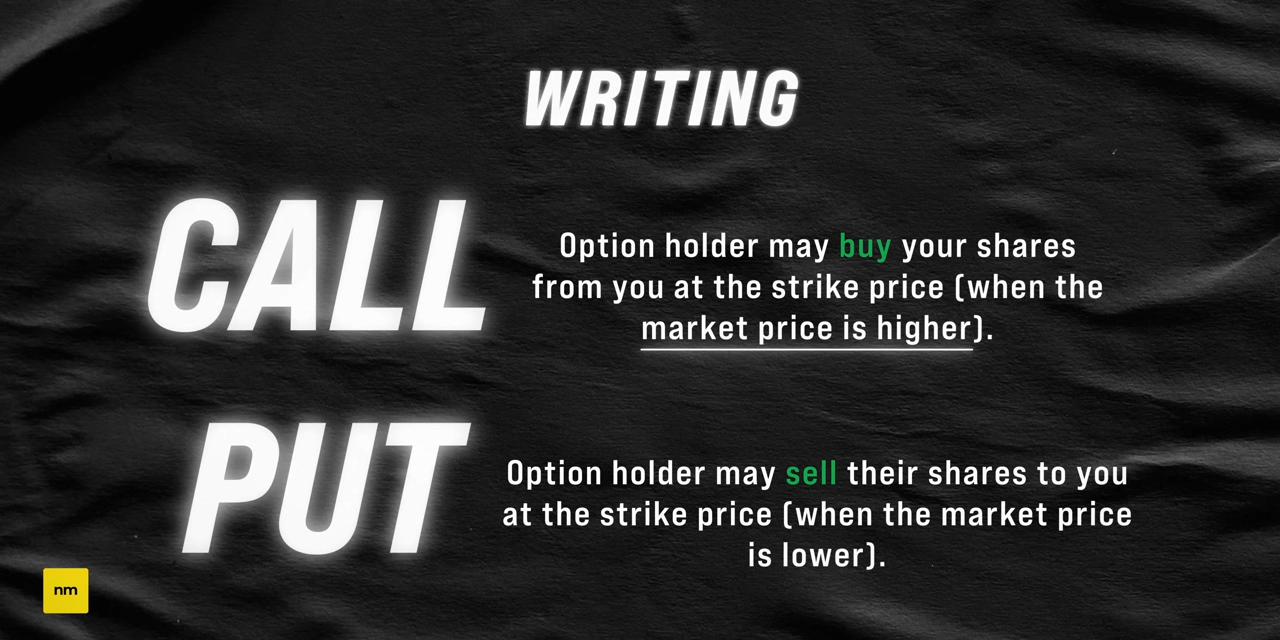 WRITING
CALL
Option holder may buy your shares
from you at the strike price (when the
market price is higher).
PUT
Option holder may sell their shares to you
at the strike price (when the market price
is lower).
nm